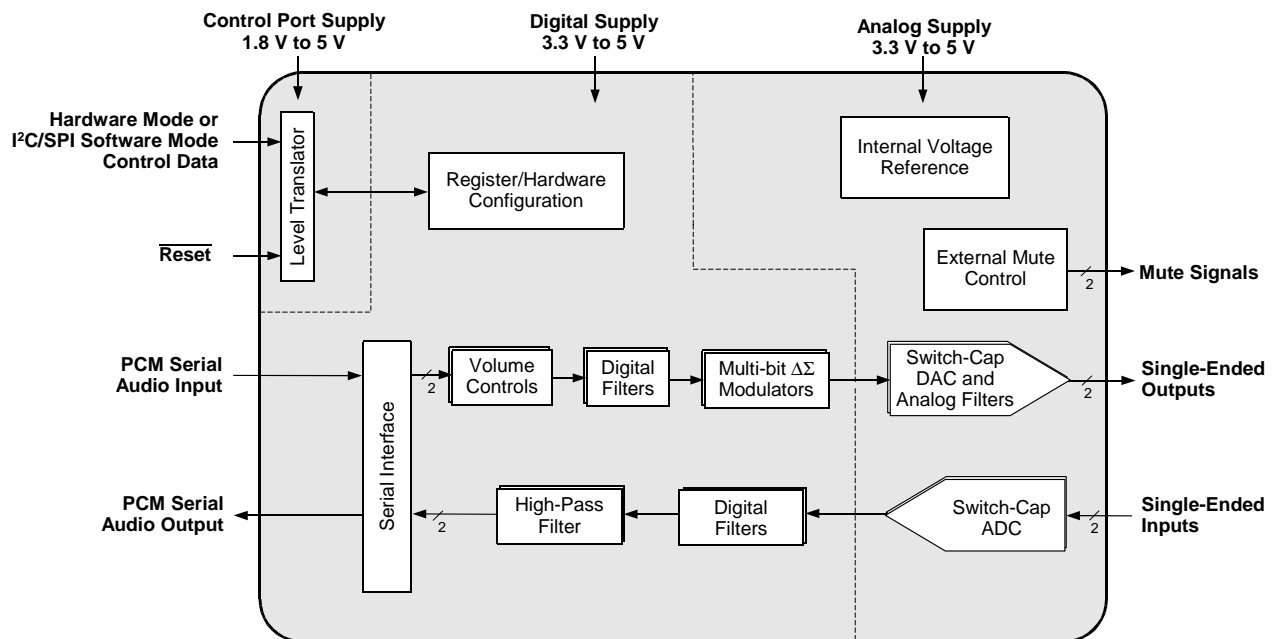 Control Port Supply
1.8 V to 5 V
Digital Supply
3.3 V to 5 V
Analog Supply
3.3 V to 5 V
Hardware Mode or
I²C/SPI Software Mode
Control Data
Reset
Level Translator
Register/Hardware
Configuration
Internal Voltage
Reference
External Mute
Control
2
Mute Signals
PCM Serial
Audio Input
Serial Interface
2
Volume
Controls
Digital
Filters
Multi-bit ΔΣ
Modulators
Switch-Cap
DAC and
Analog Filters
2
Single-Ended
Outputs
PCM Serial
Audio Output
2
High-Pass
Filter
Digital
Filters
Switch-Cap
ADC
2
Single-Ended
Inputs